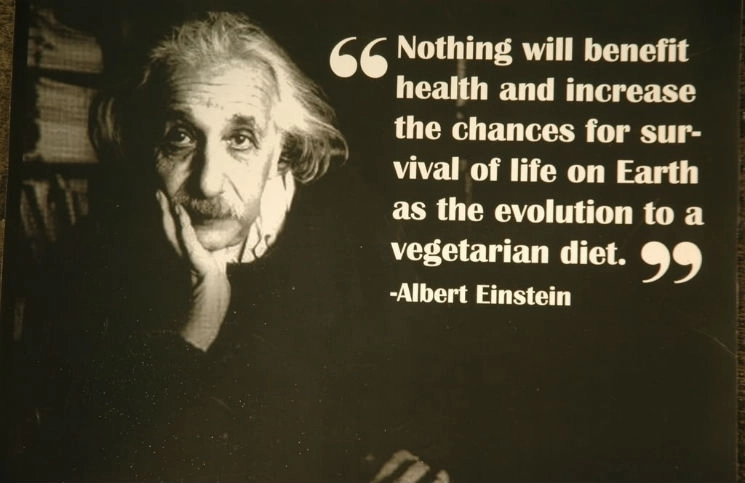 “ Nothing will benefit
health and increase
the chances for sur-
vival of life on Earth
as the evolution to a
vegetarian diet. ”
-Albert Einstein